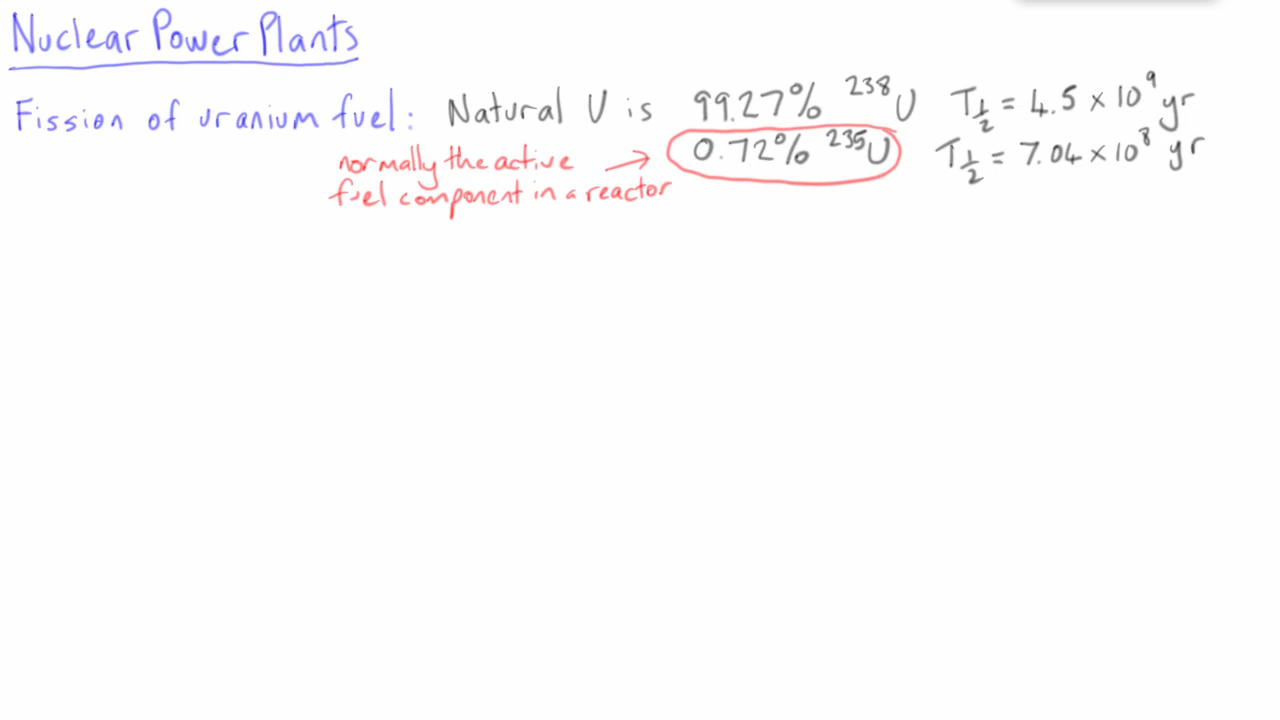 Nuclear Power Plants
Fission of uranium fuel: Natural U is 99.27% ²³⁸U T½ = 4.5 × 10⁹ yr
0.72% ²³⁵U T½ = 7.04 × 10⁸ yr
normally the active →
fuel component in a reactor